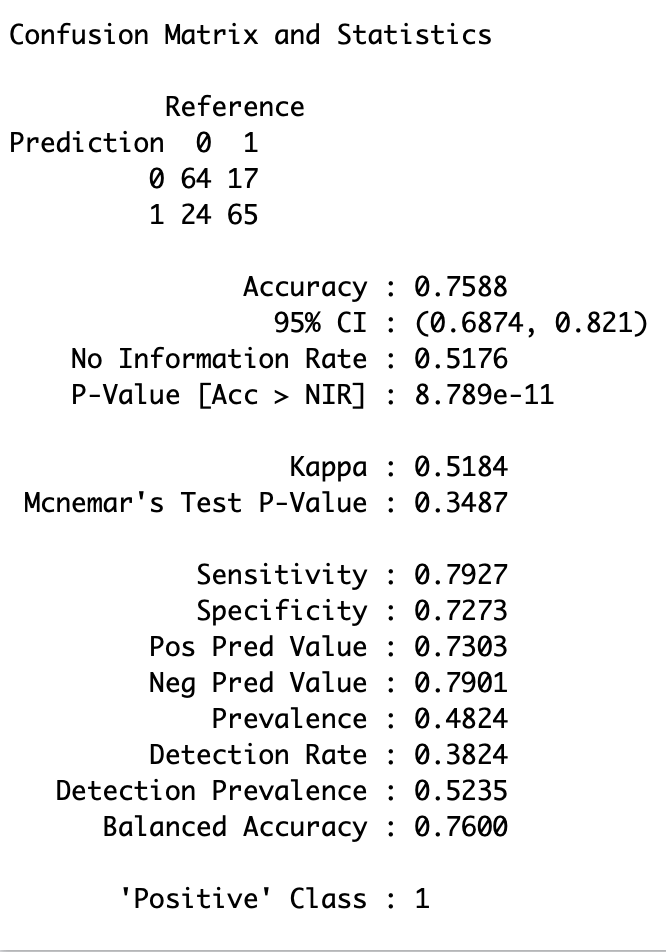 Confusion Matrix and Statistics
Reference
Prediction 0 1
0 64 17
1 24 65
Accuracy : 0.7588
95% CI : (0.6874, 0.821)
No Information Rate : 0.5176
P-Value [Acc > NIR] : 8.789e-11
Kappa : 0.5184
Mcnemar's Test P-Value : 0.3487
Sensitivity : 0.7927
Specificity : 0.7273
Pos Pred Value : 0.7303
Neg Pred Value : 0.7901
Prevalence : 0.4824
Detection Rate : 0.3824
Detection Prevalence : 0.5235
Balanced Accuracy : 0.7600
'Positive' Class : 1